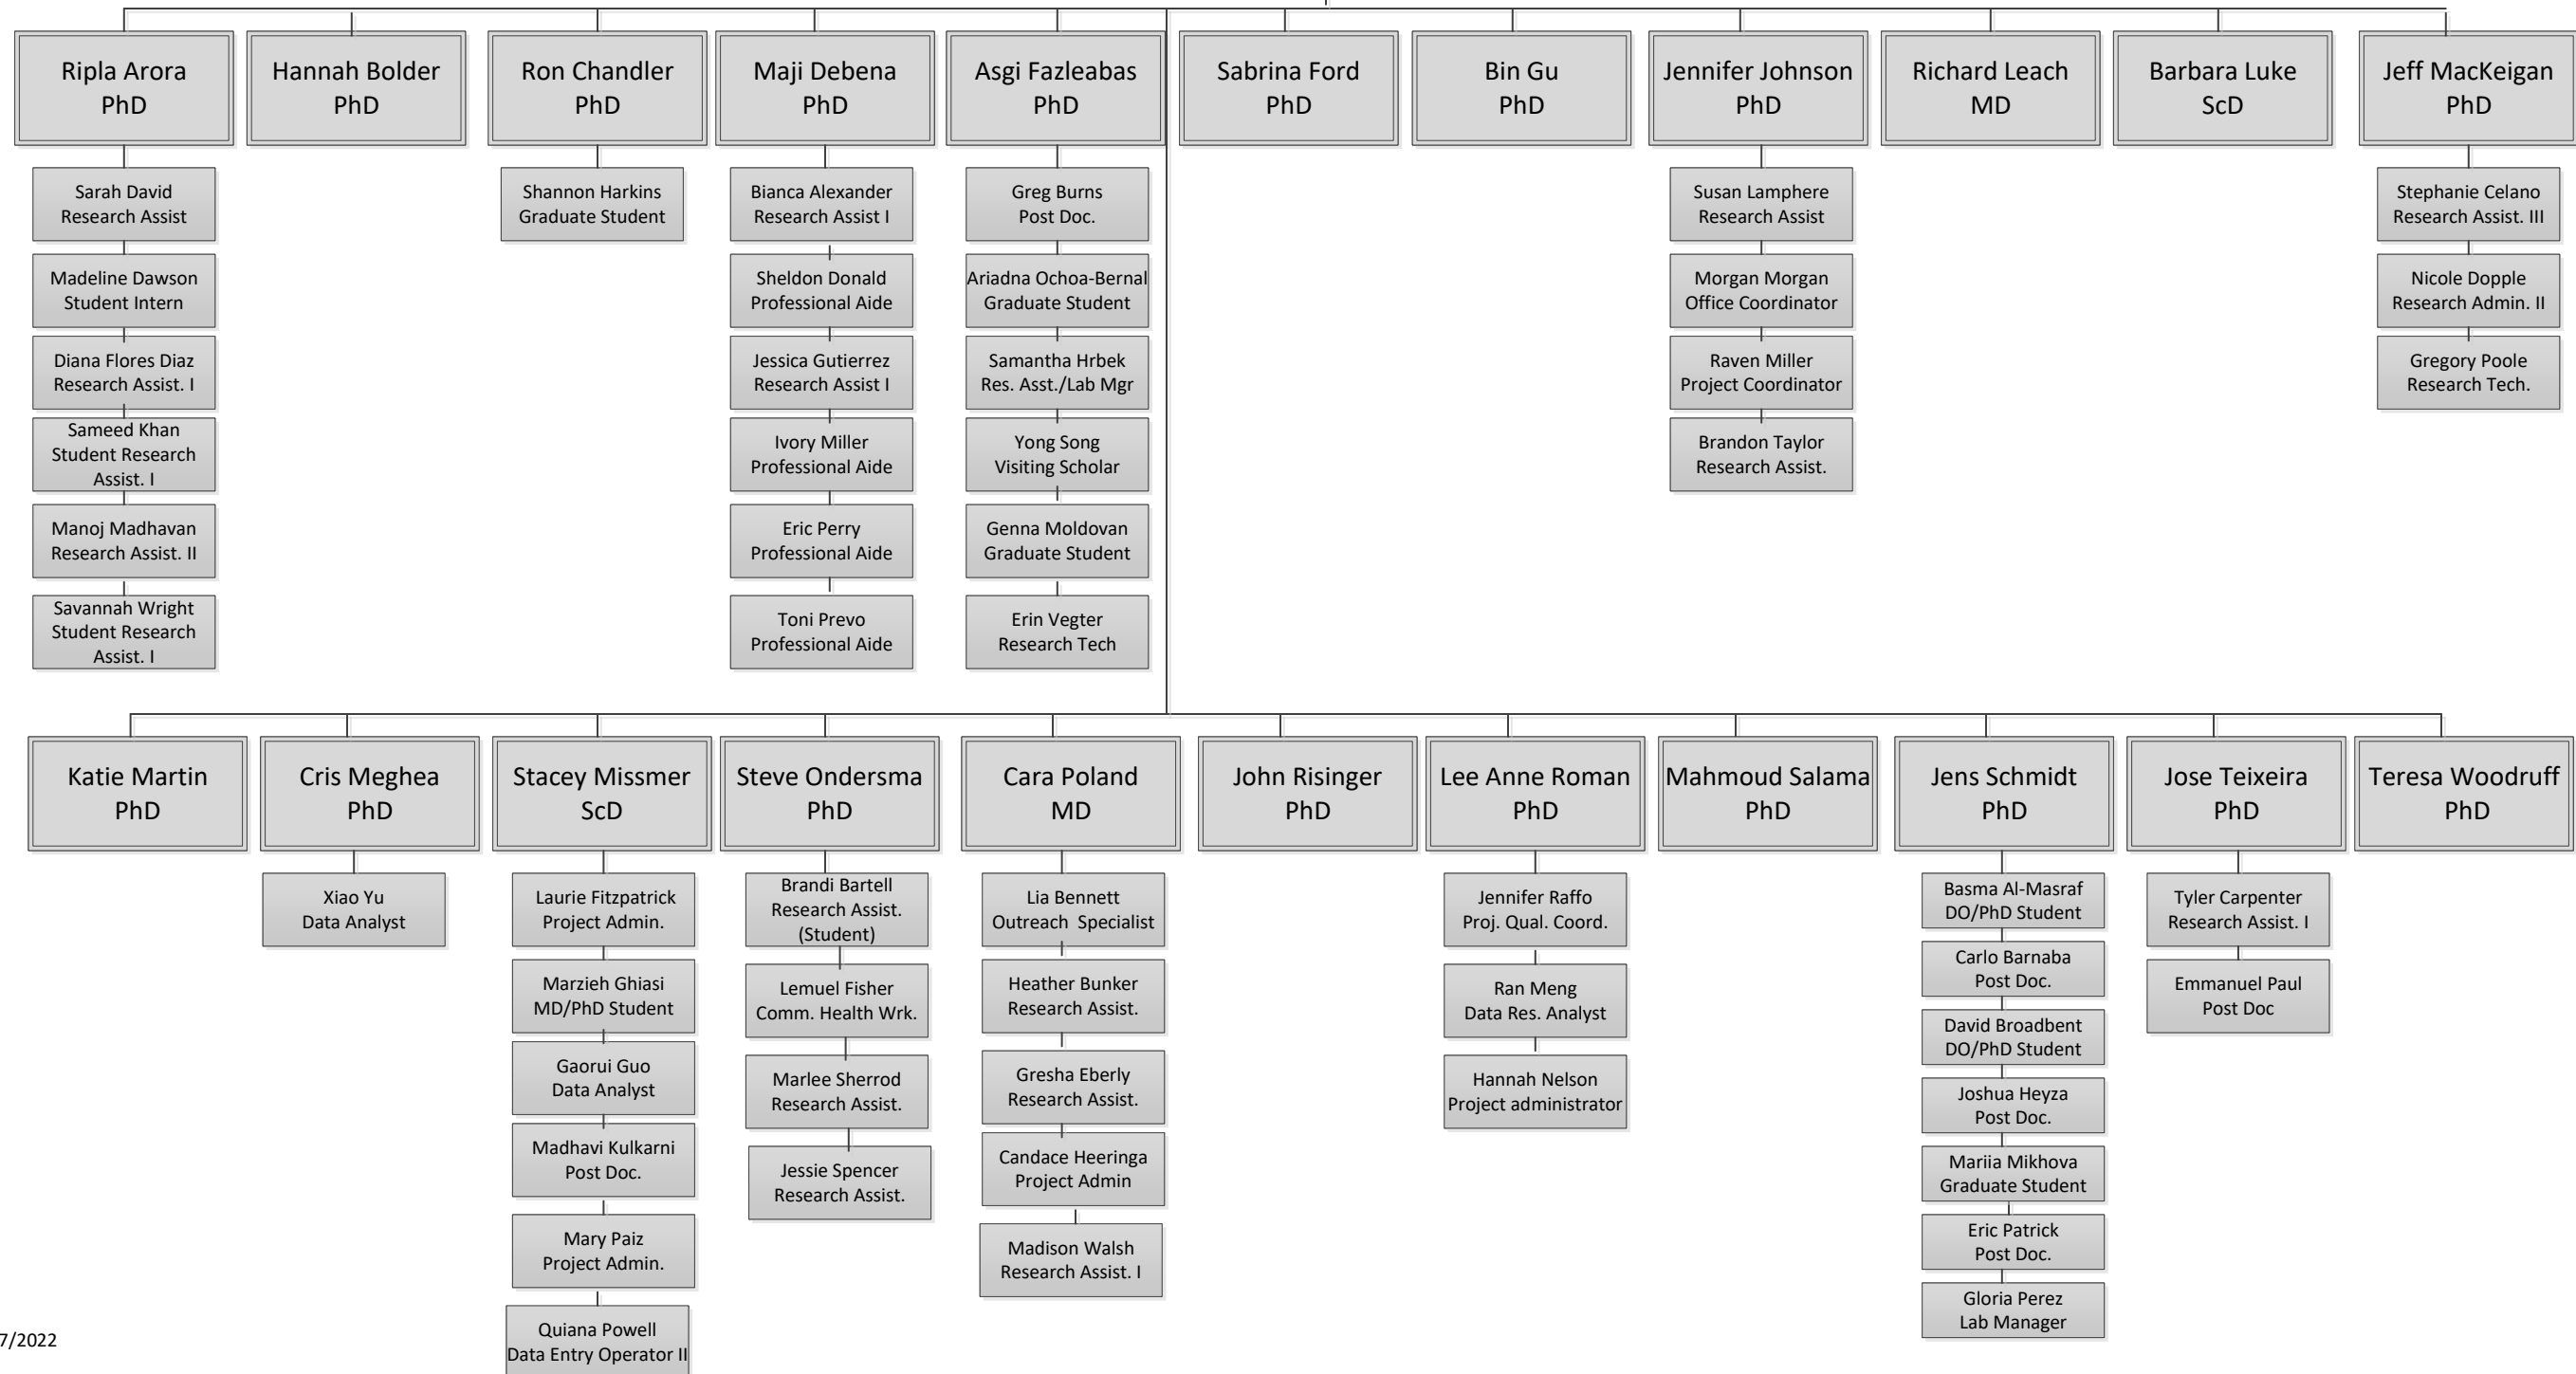 Ripla Arora
PhD
Hannah Bolder
PhD
Ron Chandler
PhD
Maji Debena
PhD
Asgi Fazleabas
PhD
Sabrina Ford
PhD
Bin Gu
PhD
Jennifer Johnson
PhD
Richard Leach
MD
Barbara Luke
ScD
Jeff MacKeigan
PhD
Sarah David
Research Assist
Madeline Dawson
Student Intern
Diana Flores Diaz
Research Assist. I
Sameed Khan
Student Research
Assist. I
Manoj Madhavan
Research Assist. II
Savannah Wright
Student Research
Assist. I
Shannon Harkins
Graduate Student
Bianca Alexander
Research Assist I
Sheldon Donald
Professional Aide
Jessica Gutierrez
Research Assist I
Ivory Miller
Professional Aide
Eric Perry
Professional Aide
Toni Prevo
Professional Aide
Greg Burns
Post Doc.
Ariadna Ochoa-Bernal
Graduate Student
Samantha Hrbek
Res. Asst./Lab Mgr
Yong Song
Visiting Scholar
Genna Moldovan
Graduate Student
Erin Vegter
Research Tech
Susan Lamphere
Research Assist
Morgan Morgan
Office Coordinator
Raven Miller
Project Coordinator
Brandon Taylor
Research Assist.
Stephanie Celano
Research Assist. III
Nicole Dopple
Research Admin. II
Gregory Poole
Research Tech.
Katie Martin
PhD
Cris Meghea
PhD
Stacey Missmer
ScD
Steve Ondersma
PhD
Cara Poland
MD
John Risinger
PhD
Lee Anne Roman
PhD
Mahmoud Salama
PhD
Jens Schmidt
PhD
Jose Teixeira
PhD
Teresa Woodruff
PhD
Xiao Yu
Data Analyst
Laurie Fitzpatrick
Project Admin.
Marzieh Ghiasi
MD/PhD Student
Gaorui Guo
Data Analyst
Madhavi Kulkarni
Post Doc.
Mary Paiz
Project Admin.
Quiana Powell
Data Entry Operator II
Brandi Bartell
Research Assist.
(Student)
Lemuel Fisher
Comm. Health Wrk.
Marlee Sherrod
Research Assist.
Jessie Spencer
Research Assist.
Lia Bennett
Outreach  Specialist
Heather Bunker
Research Assist.
Gresha Eberly
Research Assist.
Candace Heeringa
Project Admin
Madison Walsh
Research Assist. I
Jennifer Raffo
Proj. Qual. Coord.
Ran Meng
Data Res. Analyst
Hannah Nelson
Project administrator
Basma Al-Masraf
DO/PhD Student
Carlo Barnaba
Post Doc.
David Broadbent
DO/PhD Student
Joshua Heyza
Post Doc.
Mariia Mikhova
Graduate Student
Eric Patrick
Post Doc.
Gloria Perez
Lab Manager
Tyler Carpenter
Research Assist. I
Emmanuel Paul
Post Doc
7/2022